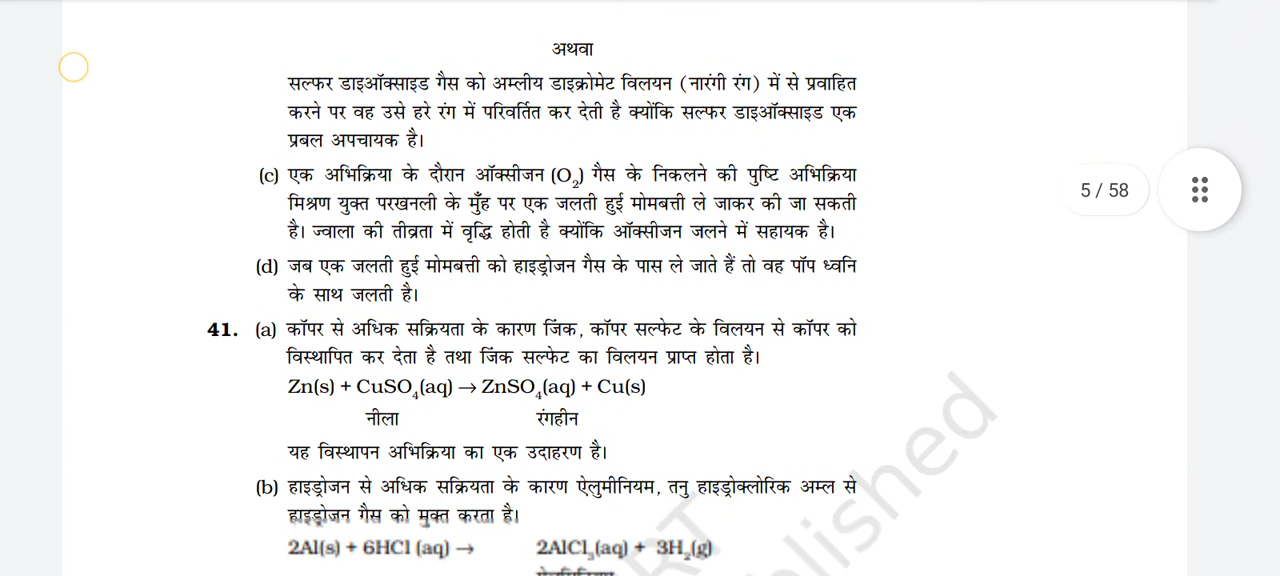 अथवा
सल्फर डाइऑक्साइड गैस को अम्लीय डाइक्रोमेट विलयन (नारंगी रंग) में से प्रवाहित
करने पर वह उसे हरे रंग में परिवर्तित कर देती है क्योंकि सल्फर डाइऑक्साइड एक
प्रबल अपचायक है।
(c) एक अभिक्रिया के दौरान ऑक्सीजन (O₂) गैस के निकलने की पुष्टि अभिक्रिया
मिश्रण युक्त परखनली के मुँह पर एक जलती हुई मोमबत्ती ले जाकर की जा सकती
है। ज्वाला की तीव्रता में वृद्धि होती है क्योंकि ऑक्सीजन जलने में सहायक है।
5 / 58
(d) जब एक जलती हुई मोमबत्ती को हाइड्रोजन गैस के पास ले जाते हैं तो वह पॉप ध्वनि
के साथ जलती है।
41. (a) कॉपर से अधिक सक्रियता के कारण जिंक, कॉपर सल्फेट के विलयन से कॉपर को
विस्थापित कर देता है तथा जिंक सल्फेट का विलयन प्राप्त होता है।
Zn(s) + CuSO₄(aq) → ZnSO₄(aq) + Cu(s)
नीला रंगहीन
यह विस्थापन अभिक्रिया का एक उदाहरण है।
(b) हाइड्रोजन से अधिक सक्रियता के कारण ऐलुमीनियम, तनु हाइड्रोक्लोरिक अम्ल से
हाइड्रोजन गैस को मुक्त करता है।
2Al(s) + 6HCl (aq) → 2AlCl₃(aq) + 3H₂(g)